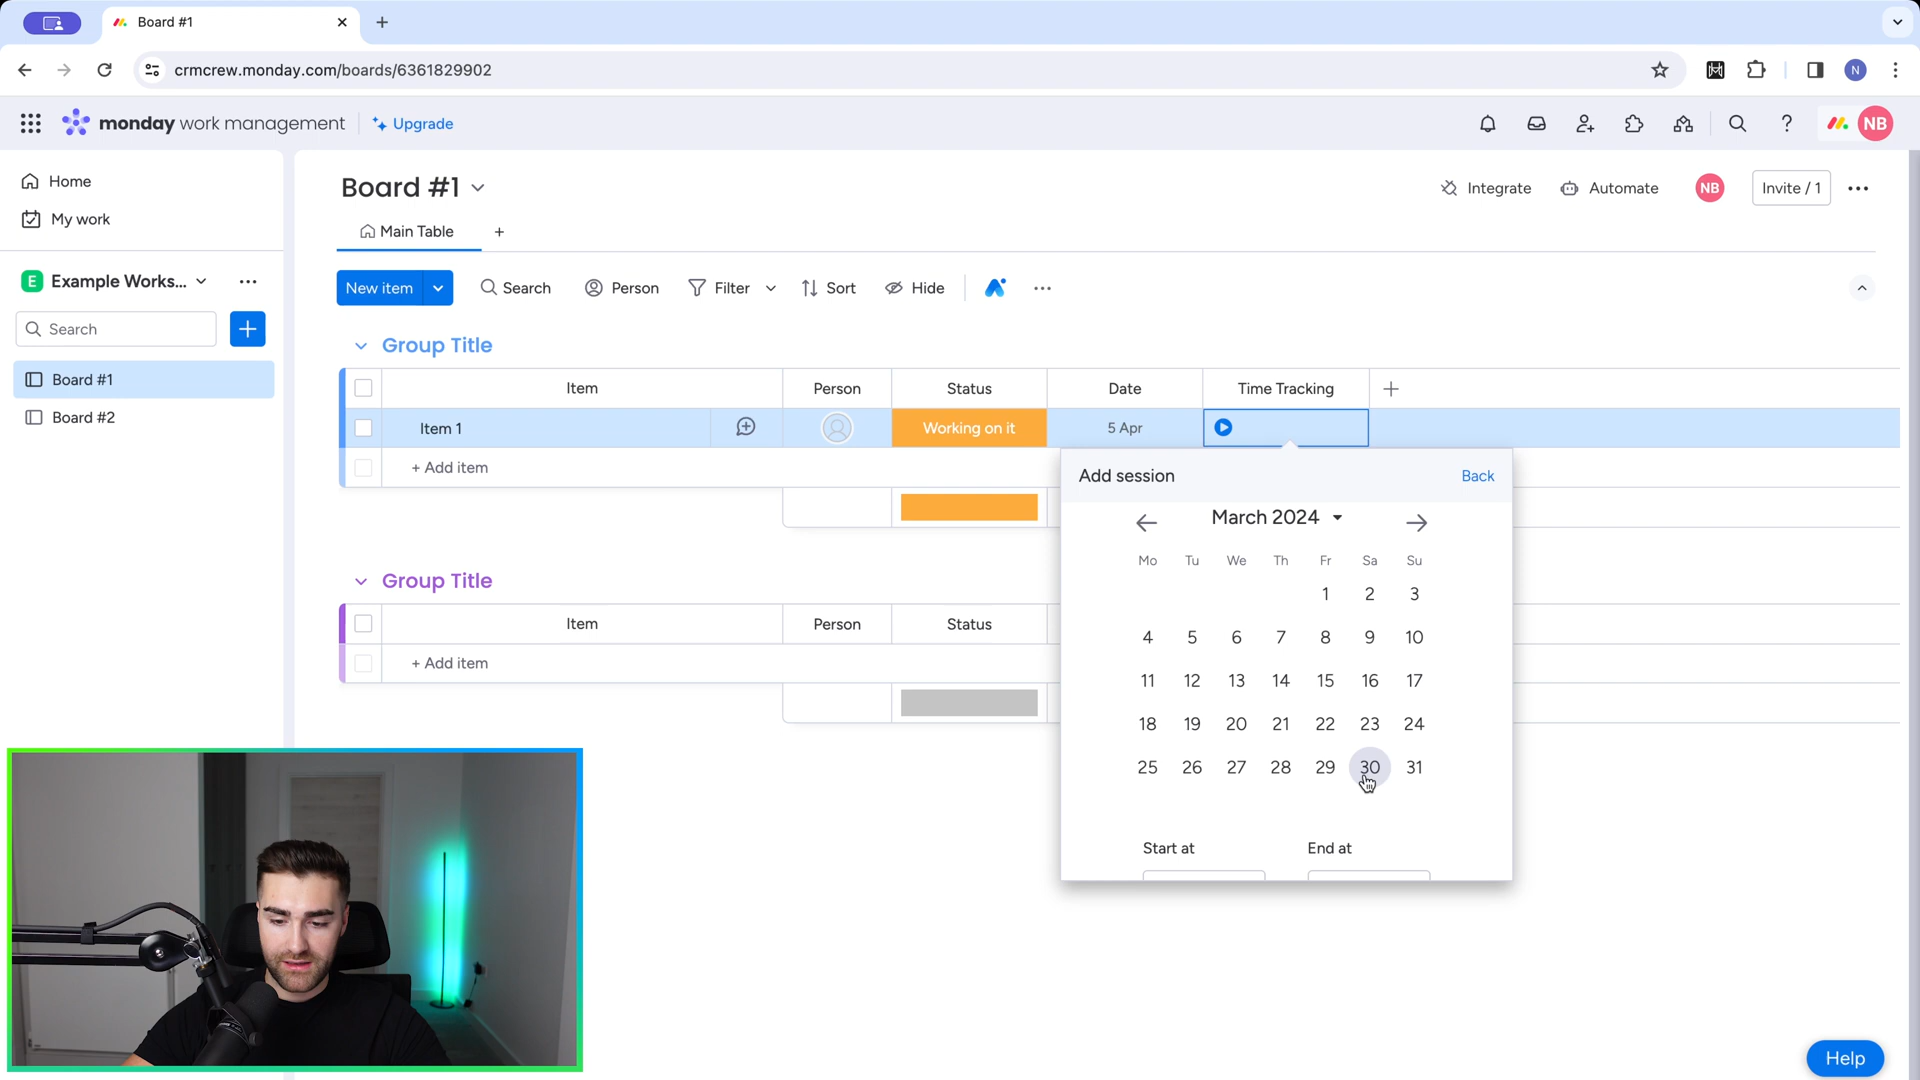 Board #1
crmcrew.monday.com/boards/6361829902
N
monday work management
Upgrade
NB
Home
My work
E Example Works...
Search
Board #1
Board #2
Board #1
Integrate
Automate
NB
Invite / 1
Main Table
New item
Search
Person
Filter
Sort
Hide
Group Title
Item Person Status Date Time Tracking
Item 1 Working on it 5 Apr
+ Add item
Group Title
Item Person Status
+ Add item
Add session Back
March 2024
Mo Tu We Th Fr Sa Su
1 2 3
4 5 6 7 8 9 10
11 12 13 14 15 16 17
18 19 20 21 22 23 24
25 26 27 28 29 30 31
Start at End at
Help